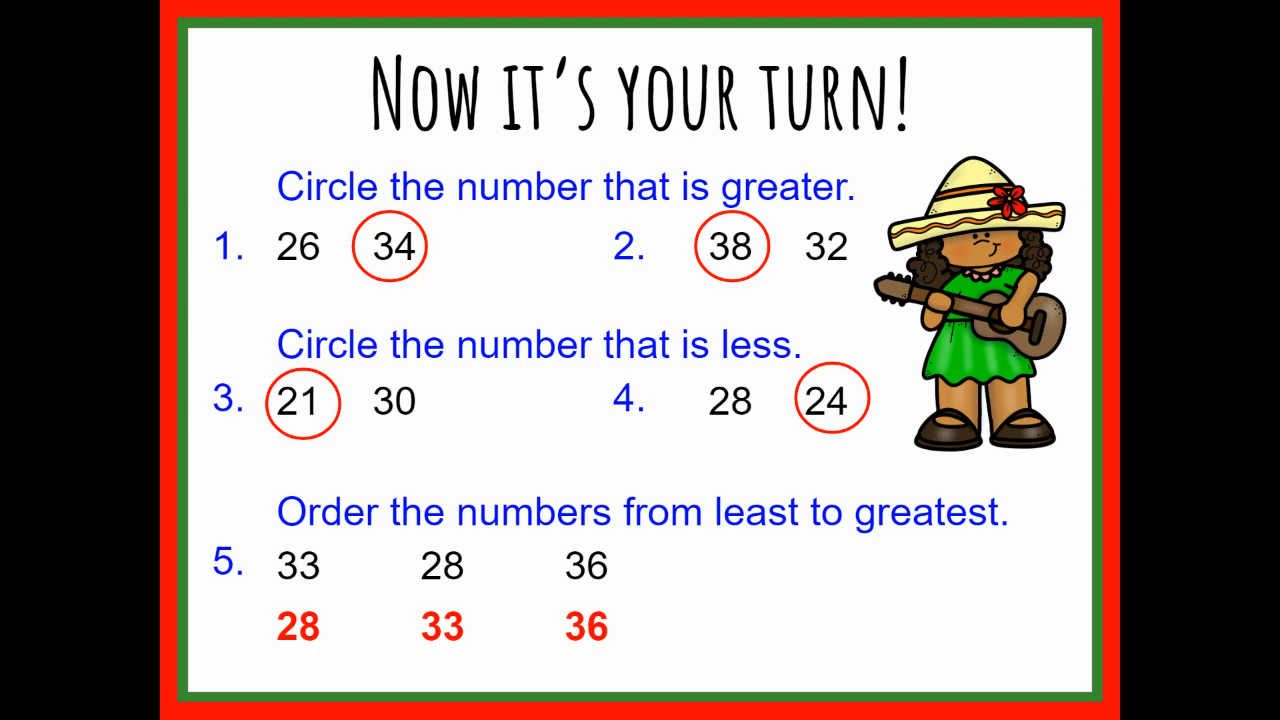 Now it's your turn!
Circle the number that is greater.
1. 26 34 2. 38 32
Circle the number that is less.
3. 21 30 4. 28 24
Order the numbers from least to greatest.
5. 33 28 36
28 33 36